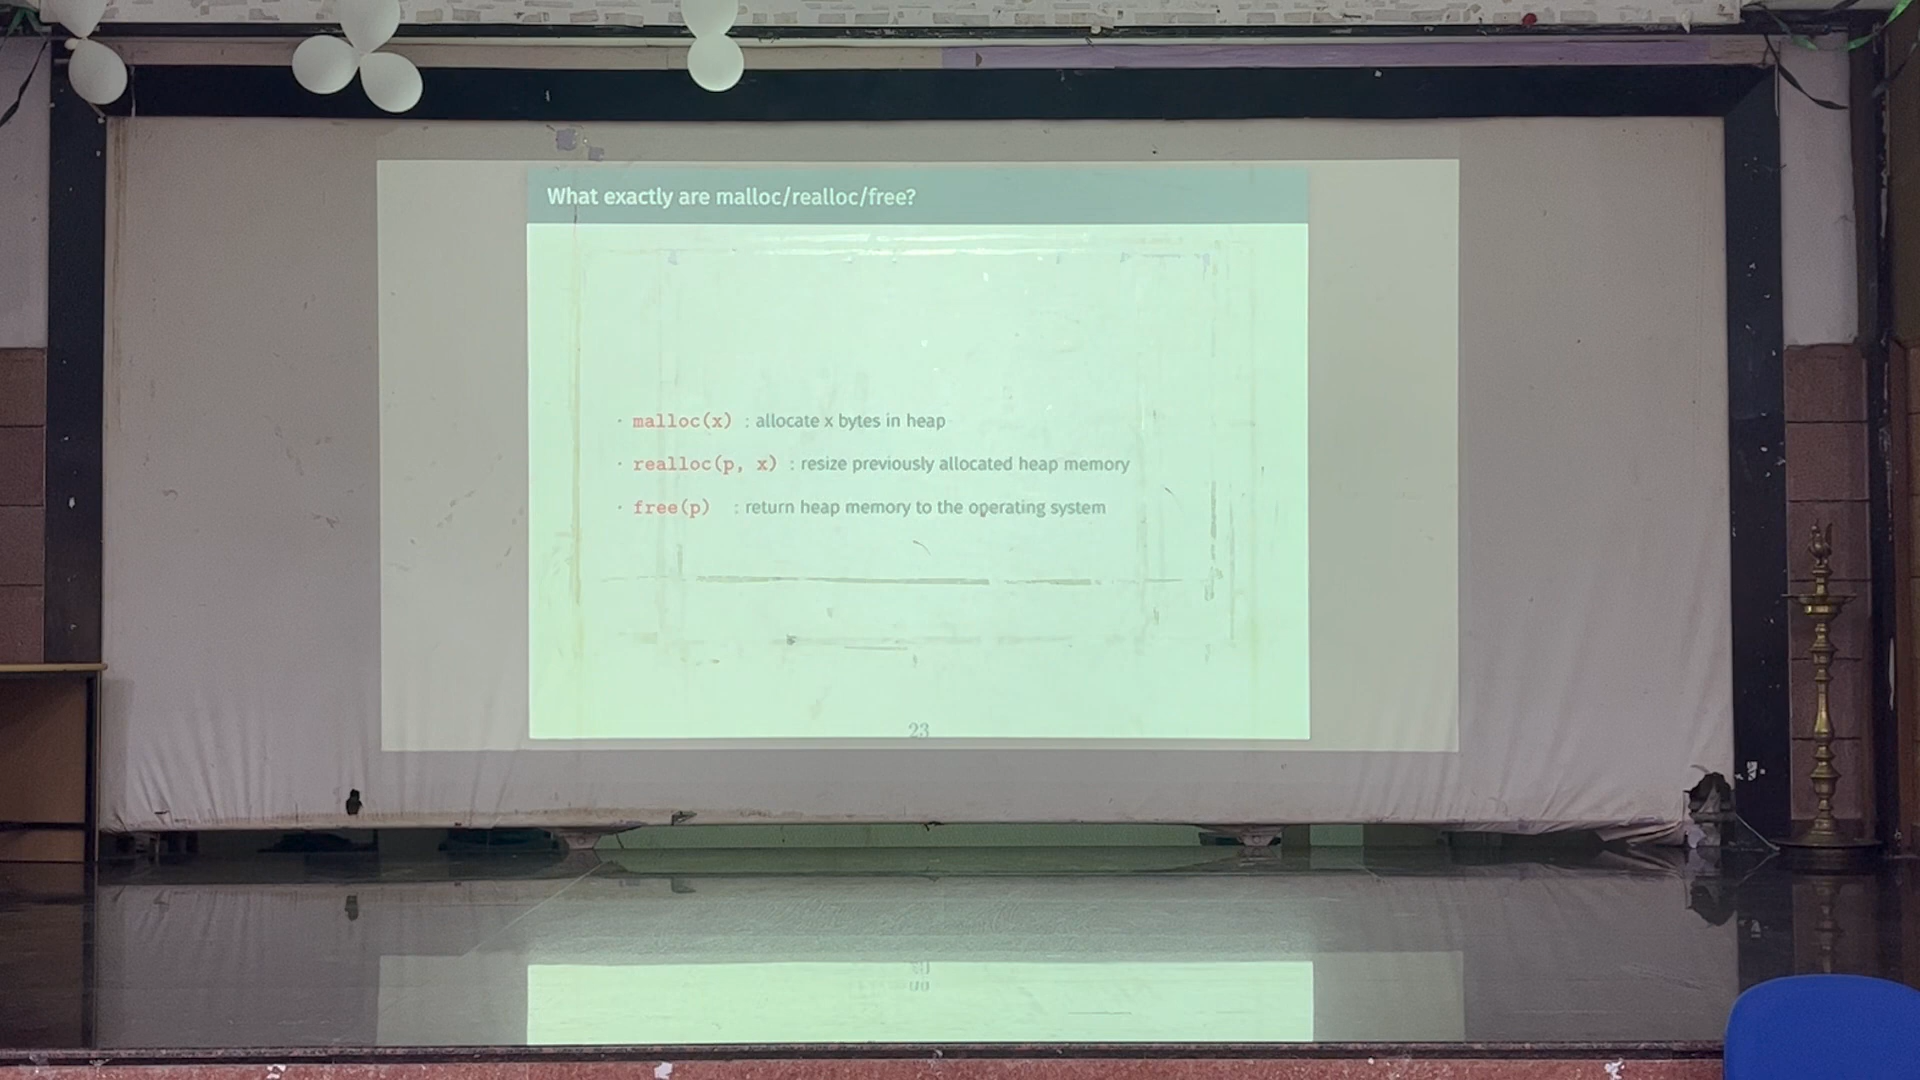 What exactly are malloc/realloc/free?
· malloc(x) : allocate x bytes in heap
· realloc(p, x) : resize previously allocated heap memory
· free(p) : return heap memory to the operating system
23